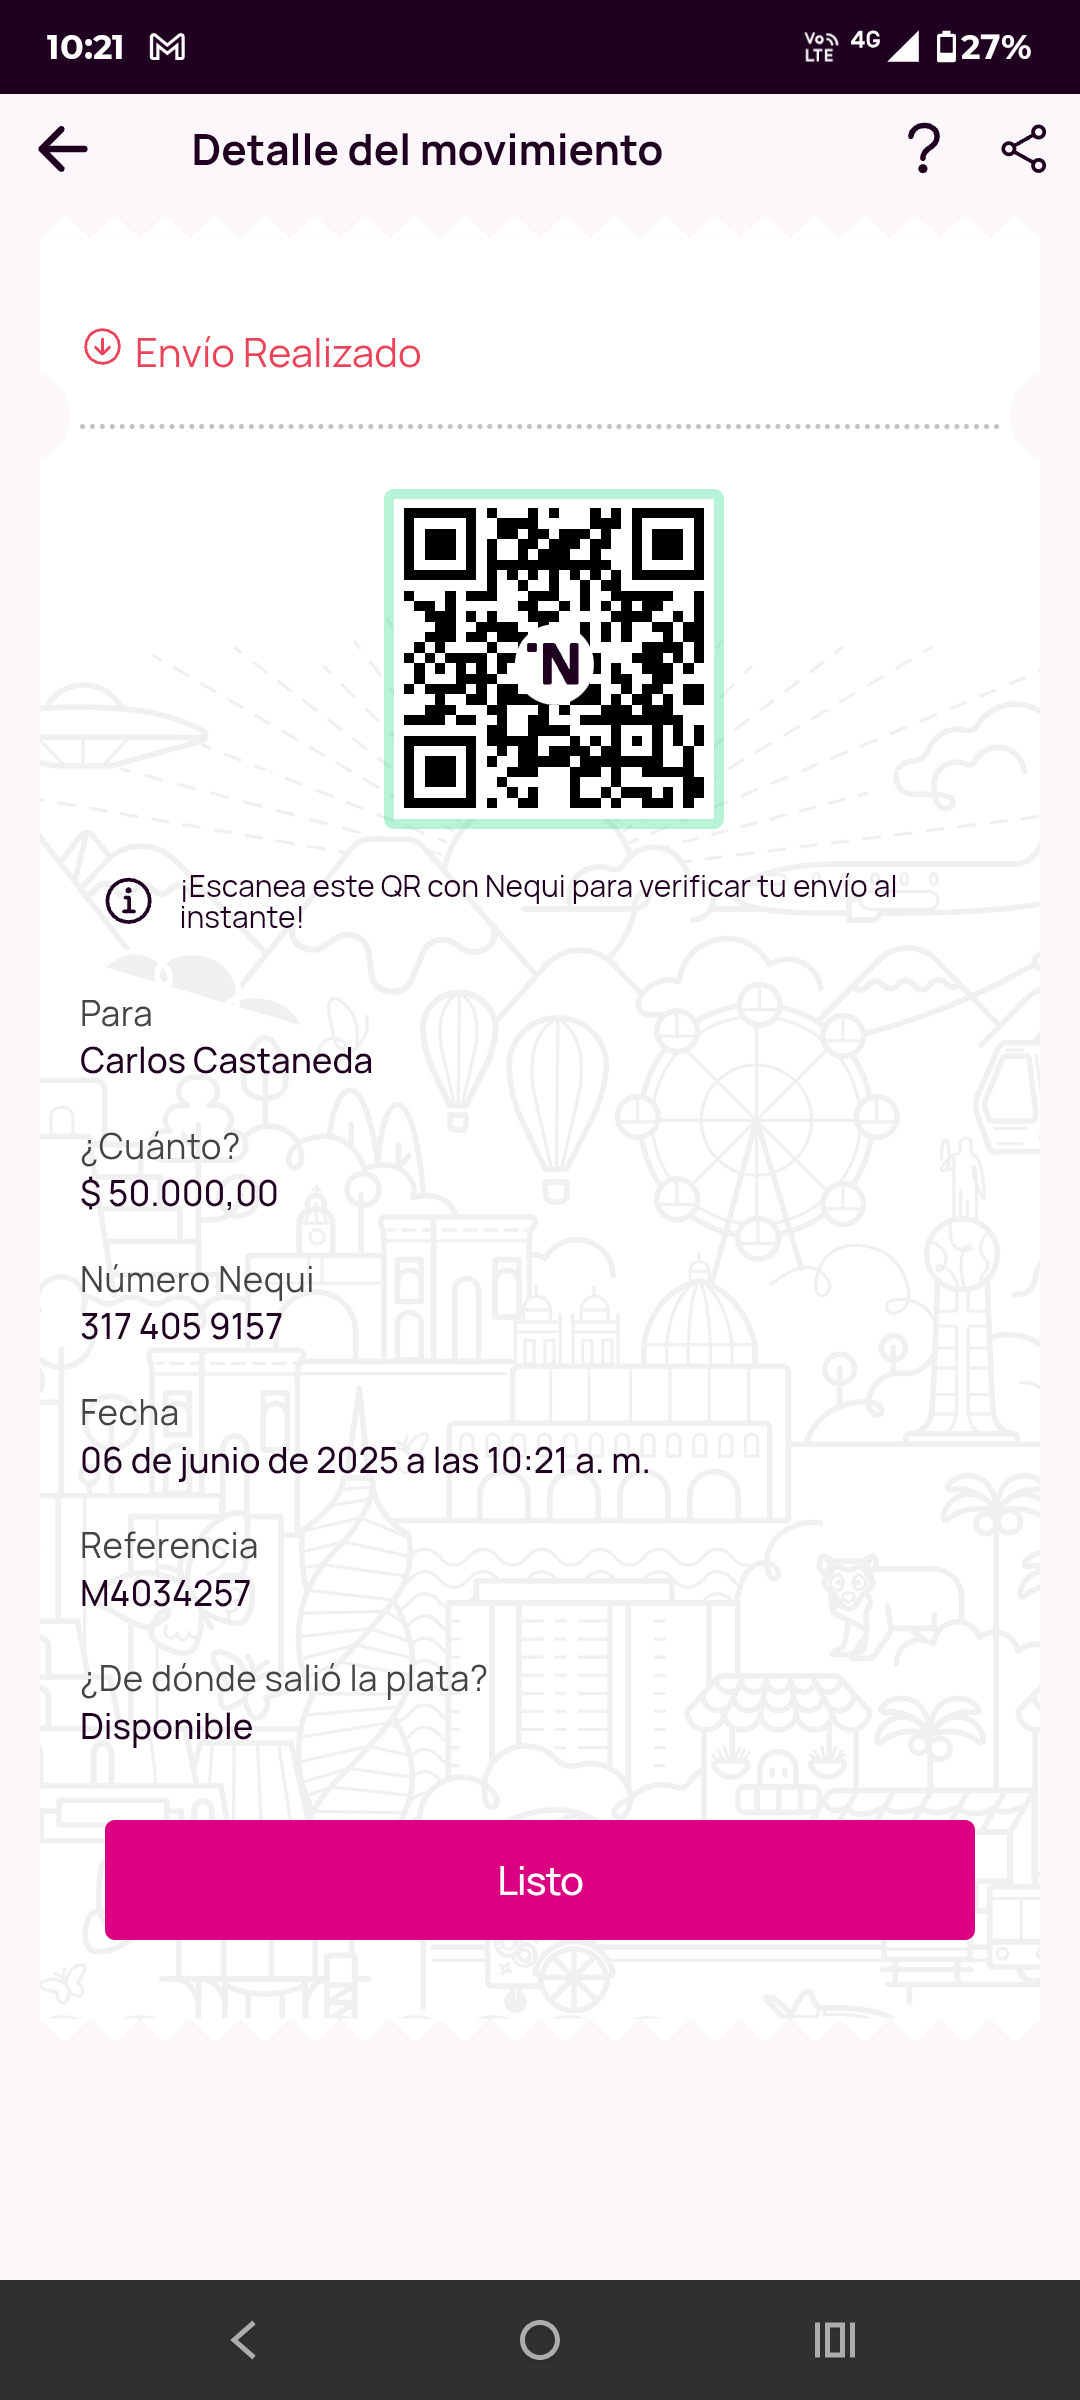 10:21 Vo LTE 4G 27%
Detalle del movimiento
Envío Realizado
N
¡Escanea este QR con Nequi para verificar tu envío al
instante!
Para
Carlos Castaneda
¿Cuánto?
$ 50.000,00
Número Nequi
317 405 9157
Fecha
06 de junio de 2025 a las 10:21 a. m.
Referencia
M4034257
¿De dónde salió la plata?
Disponible
Listo